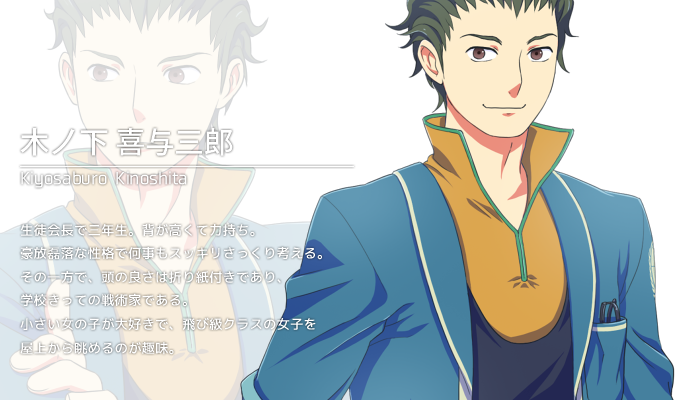 木ノ下 喜与三郎
Kiyosaburo Kinoshita
生徒会長で三年生。背が高くて力持ち。
豪放磊落な性格で何事もスッキリさっくり考える。
その一方で、頭の良さは折り紙付きであり、
学校きっての戦術家である。
小さい女の子が大好きで、飛び級クラスの女子を
屋上から眺めるのが趣味。